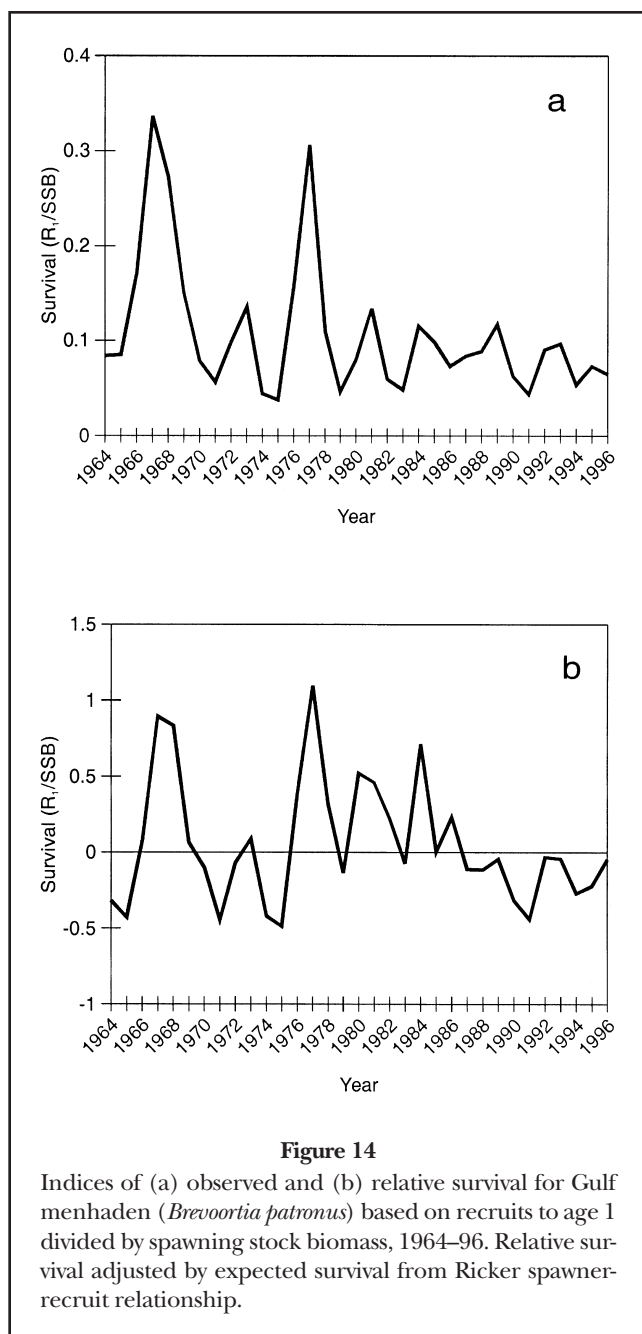 a
0.4
0.3
0.2
0.1
0
Survival (R₁/SSB)
1964 1966 1968 1970 1972 1974 1976 1978 1980 1982 1984 1986 1988 1990 1992 1994 1996
Year
b
1.5
1
0.5
0
-0.5
-1
Survival (R₁/SSB)
1964 1966 1968 1970 1972 1974 1976 1978 1980 1982 1984 1986 1988 1990 1992 1994 1996
Year
Figure 14
Indices of (a) observed and (b) relative survival for Gulf
menhaden (Brevoortia patronus) based on recruits to age 1
divided by spawning stock biomass, 1964–96. Relative sur-
vival adjusted by expected survival from Ricker spawner-
recruit relationship.